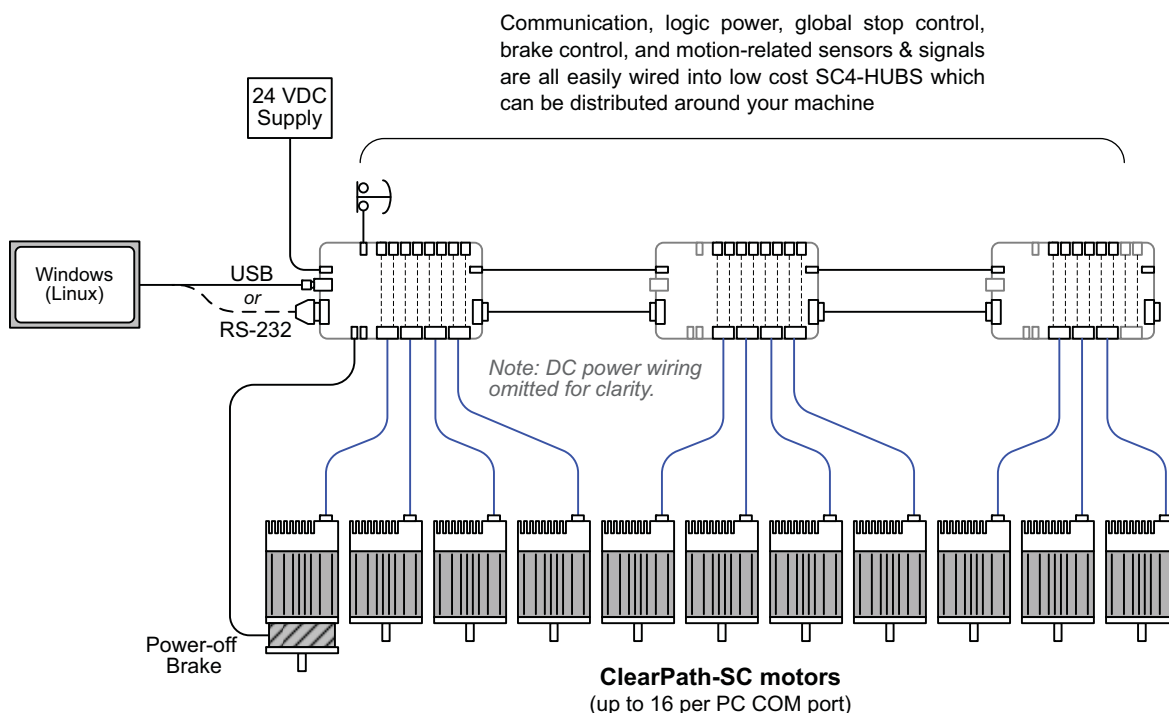 Communication, logic power, global stop control,
brake control, and motion-related sensors & signals
are all easily wired into low cost SC4-HUBS which
can be distributed around your machine
24 VDC
Supply
Windows
(Linux)
USB
or
RS-232
Note: DC power wiring
omitted for clarity.
Power-off
Brake
ClearPath-SC motors
(up to 16 per PC COM port)